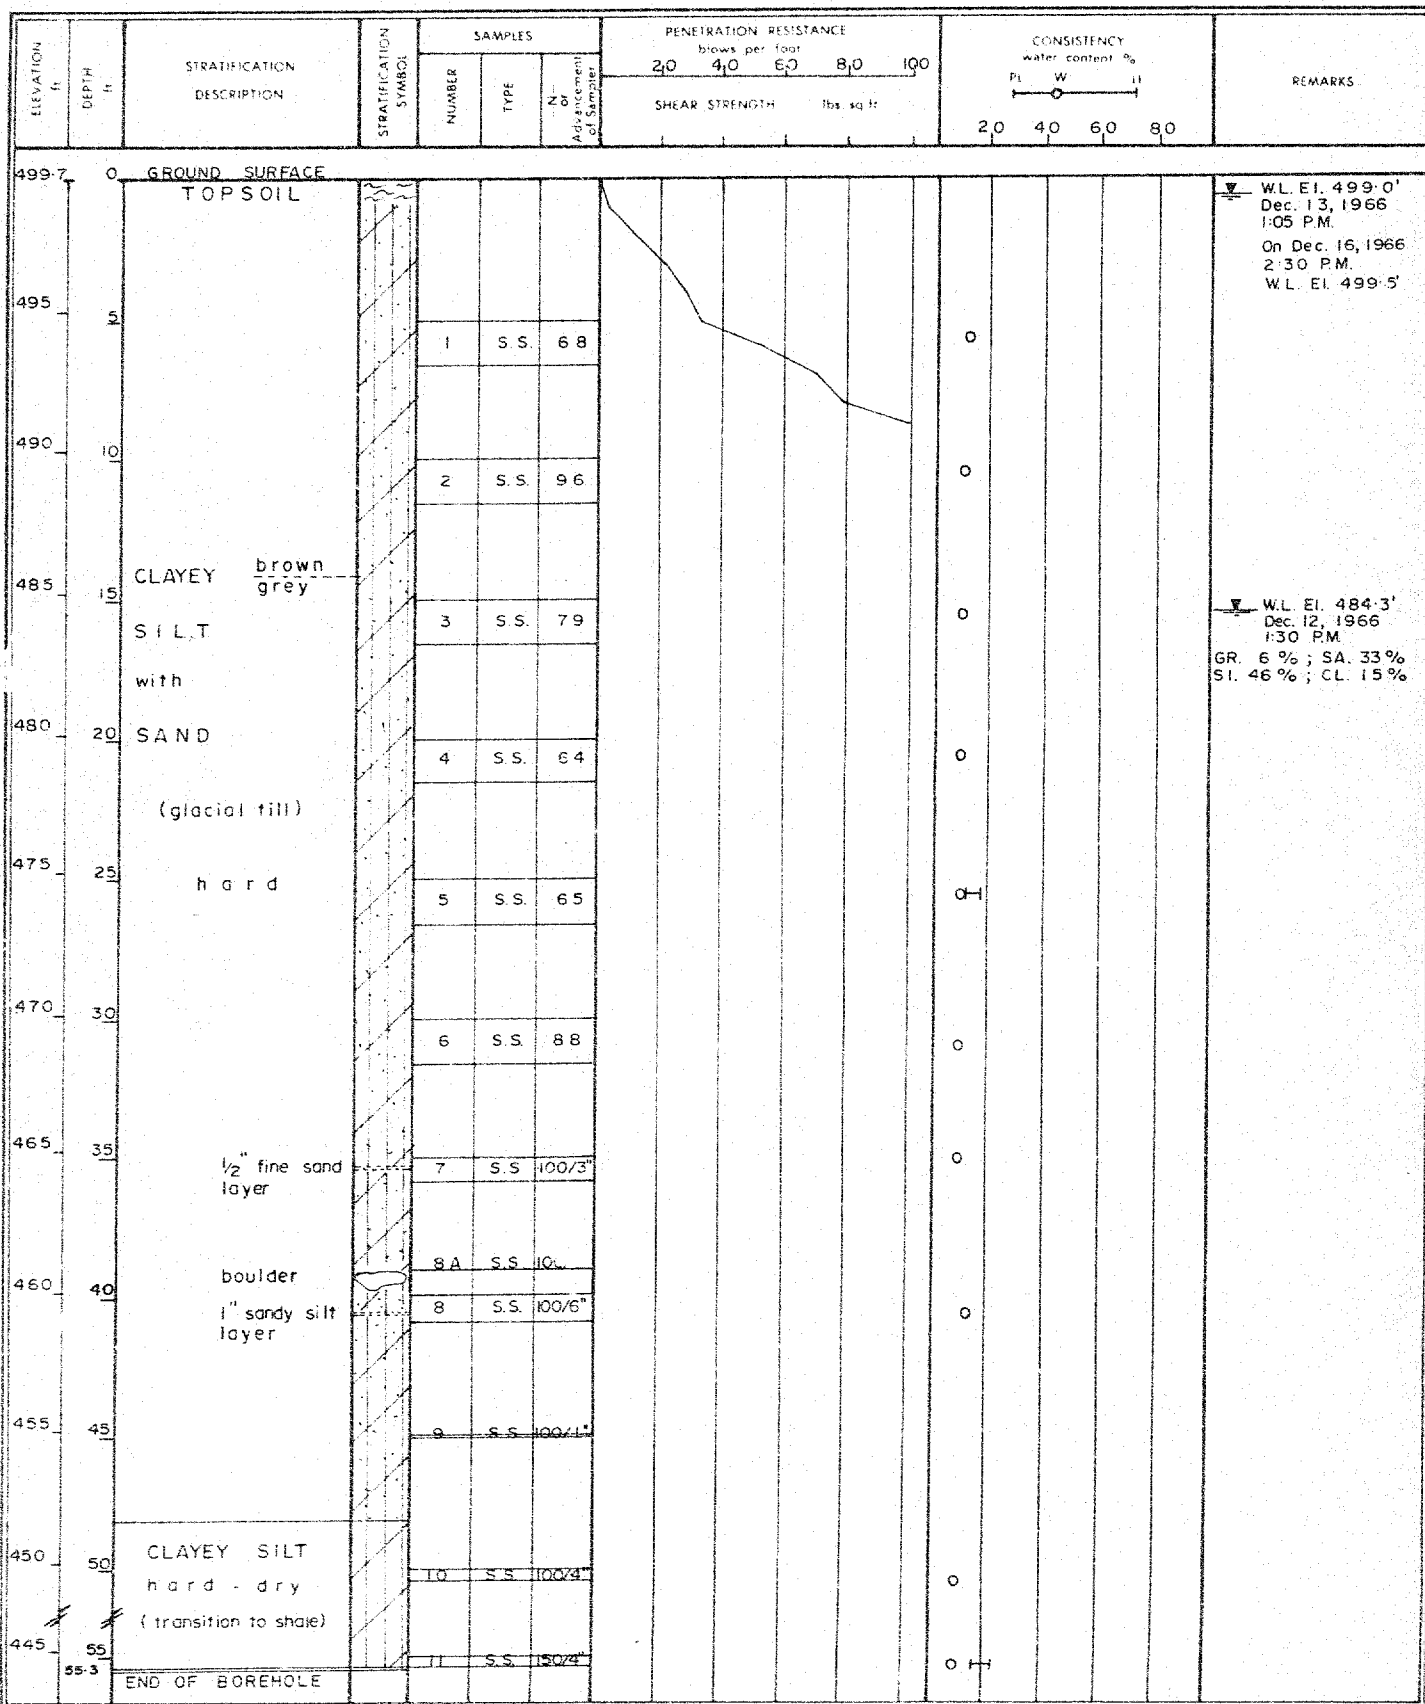 ELEVATION ft
DEPTH ft
STRATIFICATION
DESCRIPTION
STRATIFICATION
SYMBOL
SAMPLES
NUMBER
TYPE
N
or
Advancement
of Sampler
PENETRATION RESISTANCE
blows per foot
20 40 60 80 100
SHEAR STRENGTH lbs. sq. ft
CONSISTENCY
water content %
PL W
20 40 60 80
REMARKS
499.7 0 GROUND SURFACE
TOPSOIL
W.L. El. 499.0'
Dec. 13, 1966
1:05 P.M.
On Dec. 16, 1966
2:30 P.M.
W.L. El. 499.5'
495
5
1 S.S. 68
490 10
2 S.S. 96
CLAYEY brown
grey
485 15
3 S.S. 79
W.L. El. 484.3'
Dec. 12, 1966
1:30 P.M
GR. 6 % ; SA. 33 %
SI. 46 % ; CL. 15 %
SILT
with
480 20 SAND
4 S.S. 64
(glacial till)
475 25 hard
5 S.S. 65
470 30
6 S.S. 88
465 35
1/2" fine sand
layer
7 S.S 100/3"
8A S.S
boulder
460 40
8 S.S. 100/6"
1" sandy silt
layer
455 45
9 S.S. 100/1"
CLAYEY SILT
450 50
10 S.S. 100/4"
hard - dry
(transition to shale)
445 55
11 S.S. 150/4"
55.3
END OF BOREHOLE